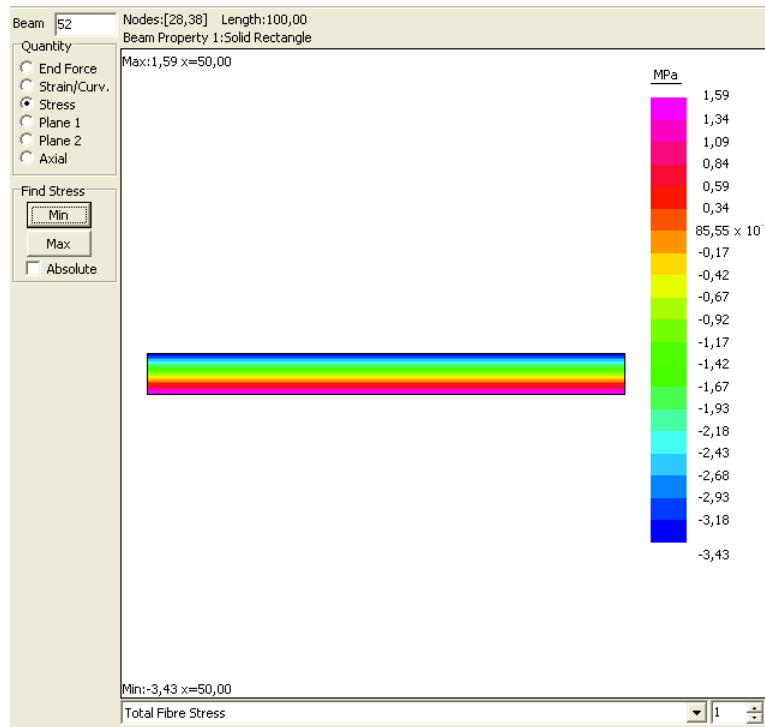 Beam 52
Nodes:[28,38] Length:100,00
Beam Property 1:Solid Rectangle
Quantity
End Force
Strain/Curv.
Stress
Plane 1
Plane 2
Axial
Find Stress
Min
Max
Absolute
Max:1,59 x=50,00
MPa
1,59
1,34
1,09
0,84
0,59
0,34
85,55 x 10
-0,17
-0,42
-0,67
-0,92
-1,17
-1,42
-1,67
-1,93
-2,18
-2,43
-2,68
-2,93
-3,18
-3,43
Min:-3,43 x=50,00
Total Fibre Stress
1